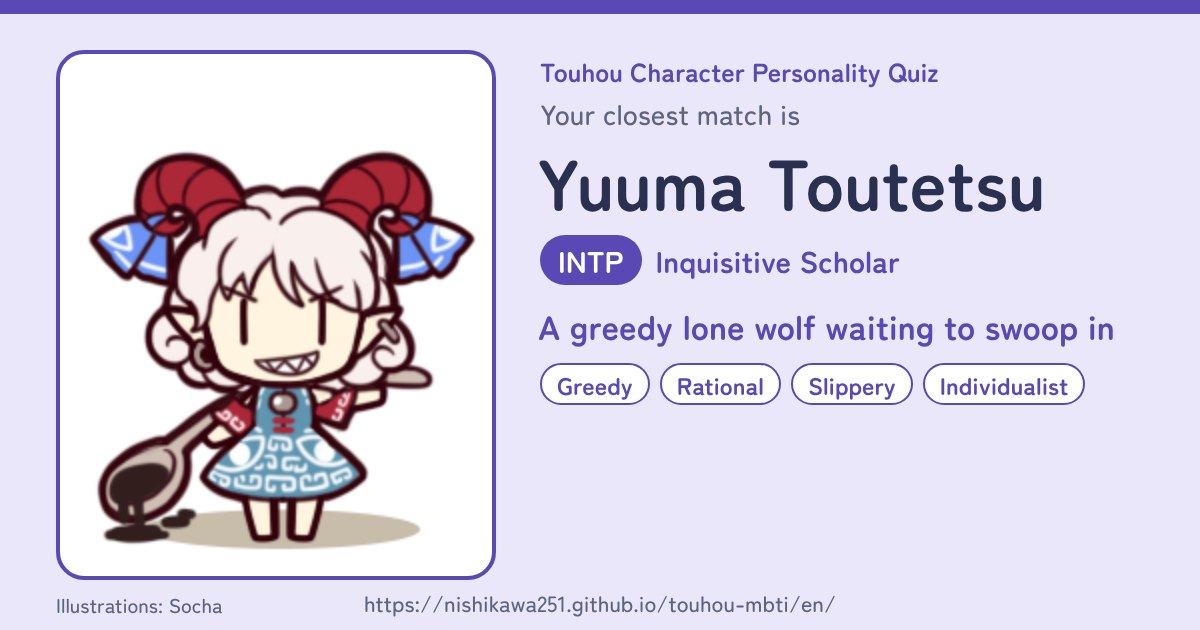 Touhou Character Personality Quiz
Your closest match is
Yuuma Toutetsu
INTP Inquisitive Scholar
A greedy lone wolf waiting to swoop in
Greedy Rational Slippery Individualist
Illustrations: Socha https://nishikawa251.github.io/touhou-mbti/en/